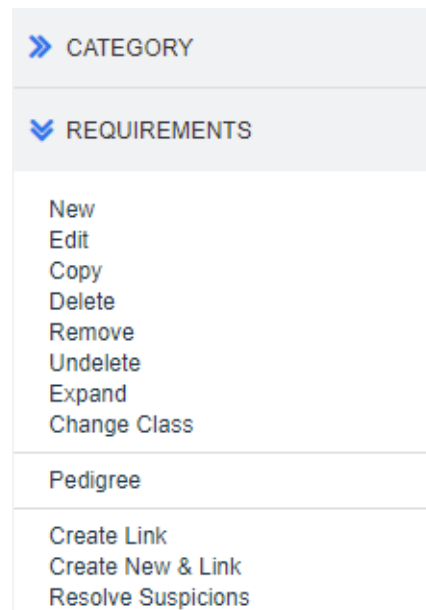 CATEGORY
REQUIREMENTS
New
Edit
Copy
Delete
Remove
Undelete
Expand
Change Class
Pedigree
Create Link
Create New & Link
Resolve Suspicions